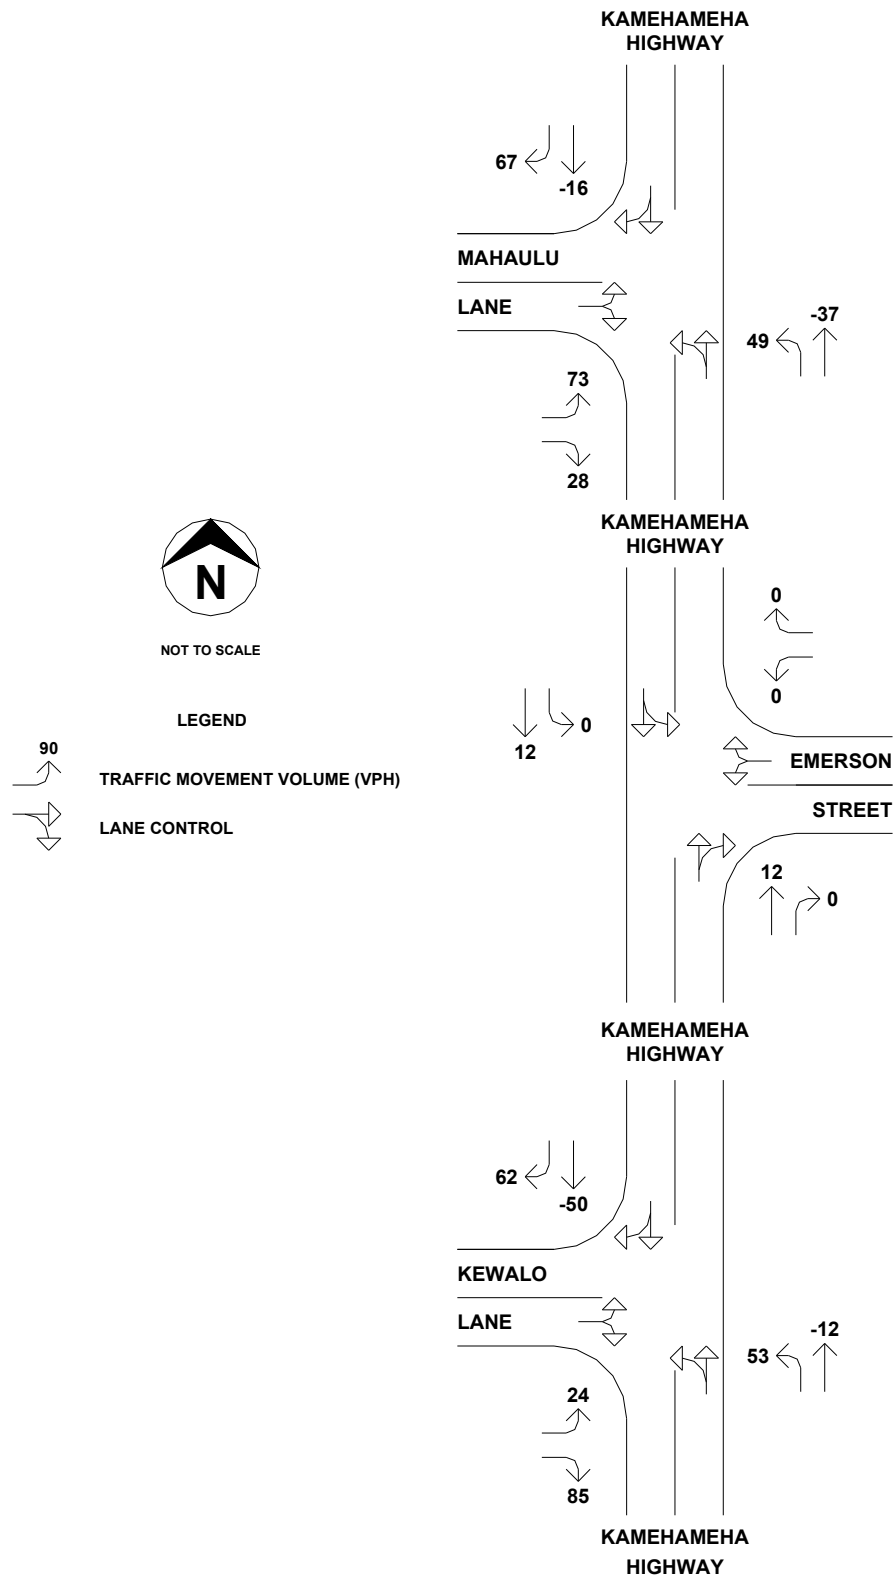 KAMEHAMEHA
HIGHWAY
67
-16
MAHAULU
LANE
-37
49
73
28
KAMEHAMEHA
HIGHWAY
N
NOT TO SCALE
LEGEND
90
TRAFFIC MOVEMENT VOLUME (VPH)
LANE CONTROL
0
0
0
12
EMERSON
STREET
12
0
KAMEHAMEHA
HIGHWAY
62
-50
KEWALO
LANE
-12
53
24
85
KAMEHAMEHA
HIGHWAY